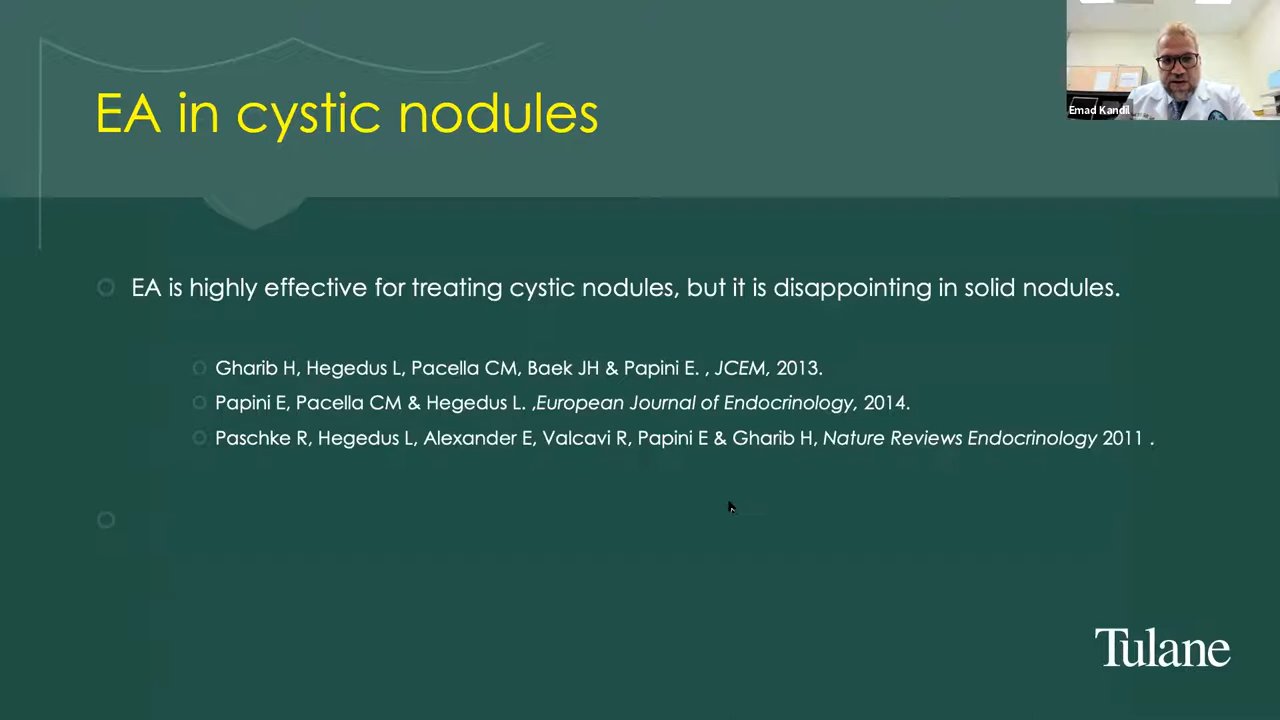 EA in cystic nodules
Emad Kandil
EA is highly effective for treating cystic nodules, but it is disappointing in solid nodules.
Gharib H, Hegedus L, Pacella CM, Baek JH & Papini E. , JCEM, 2013.
Papini E, Pacella CM & Hegedus L. ,European Journal of Endocrinology, 2014.
Paschke R, Hegedus L, Alexander E, Valcavi R, Papini E & Gharib H, Nature Reviews Endocrinology 2011 .
Tulane